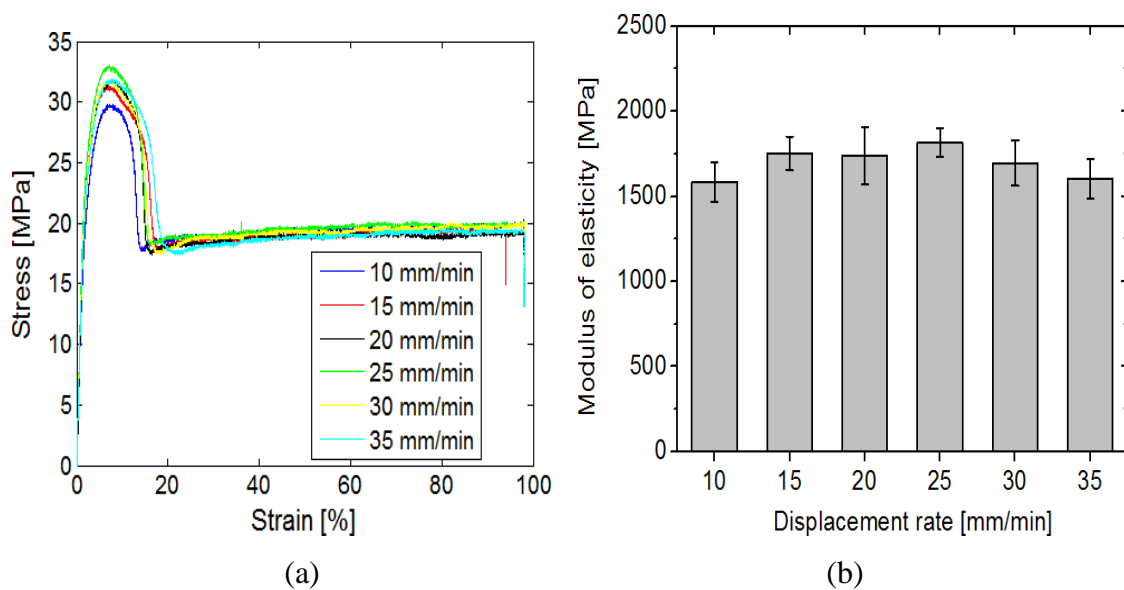 35
30
25
20
15
10
5
0
Stress [MPa]
0 20 40 60 80 100
Strain [%]
10 mm/min
15 mm/min
20 mm/min
25 mm/min
30 mm/min
35 mm/min
(a)
2500
2000
1500
1000
500
0
Modulus of elasticity [MPa]
10 15 20 25 30 35
Displacement rate [mm/min]
(b)